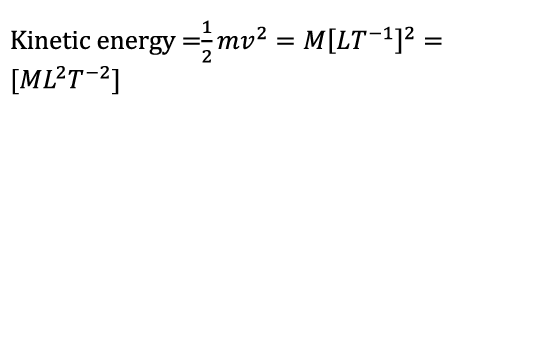 Kinetic energy =½mv² = M[LT⁻¹]² =
[ML²T⁻²]